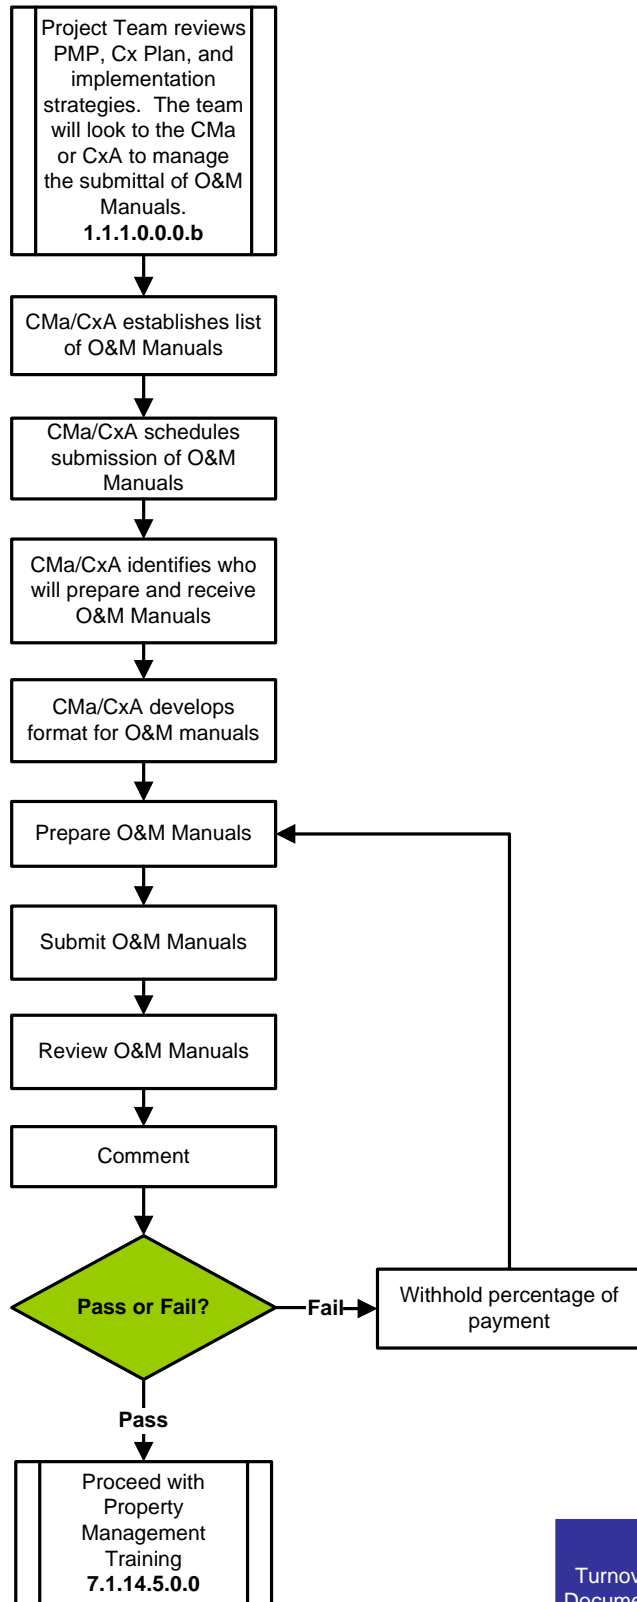 Project Team reviews
PMP, Cx Plan, and
implementation
strategies.  The team
will look to the CMa
or CxA to manage
the submittal of O&M
Manuals.
1.1.1.0.0.0.b
CMa/CxA establishes list
of O&M Manuals
CMa/CxA schedules
submission of O&M
Manuals
CMa/CxA identifies who
will prepare and receive
O&M Manuals
CMa/CxA develops
format for O&M manuals
Prepare O&M Manuals
Submit O&M Manuals
Review O&M Manuals
Comment
Pass or Fail?
Fail
Withhold percentage of
payment
Pass
Proceed with
Property
Management
Training
7.1.14.5.0.0